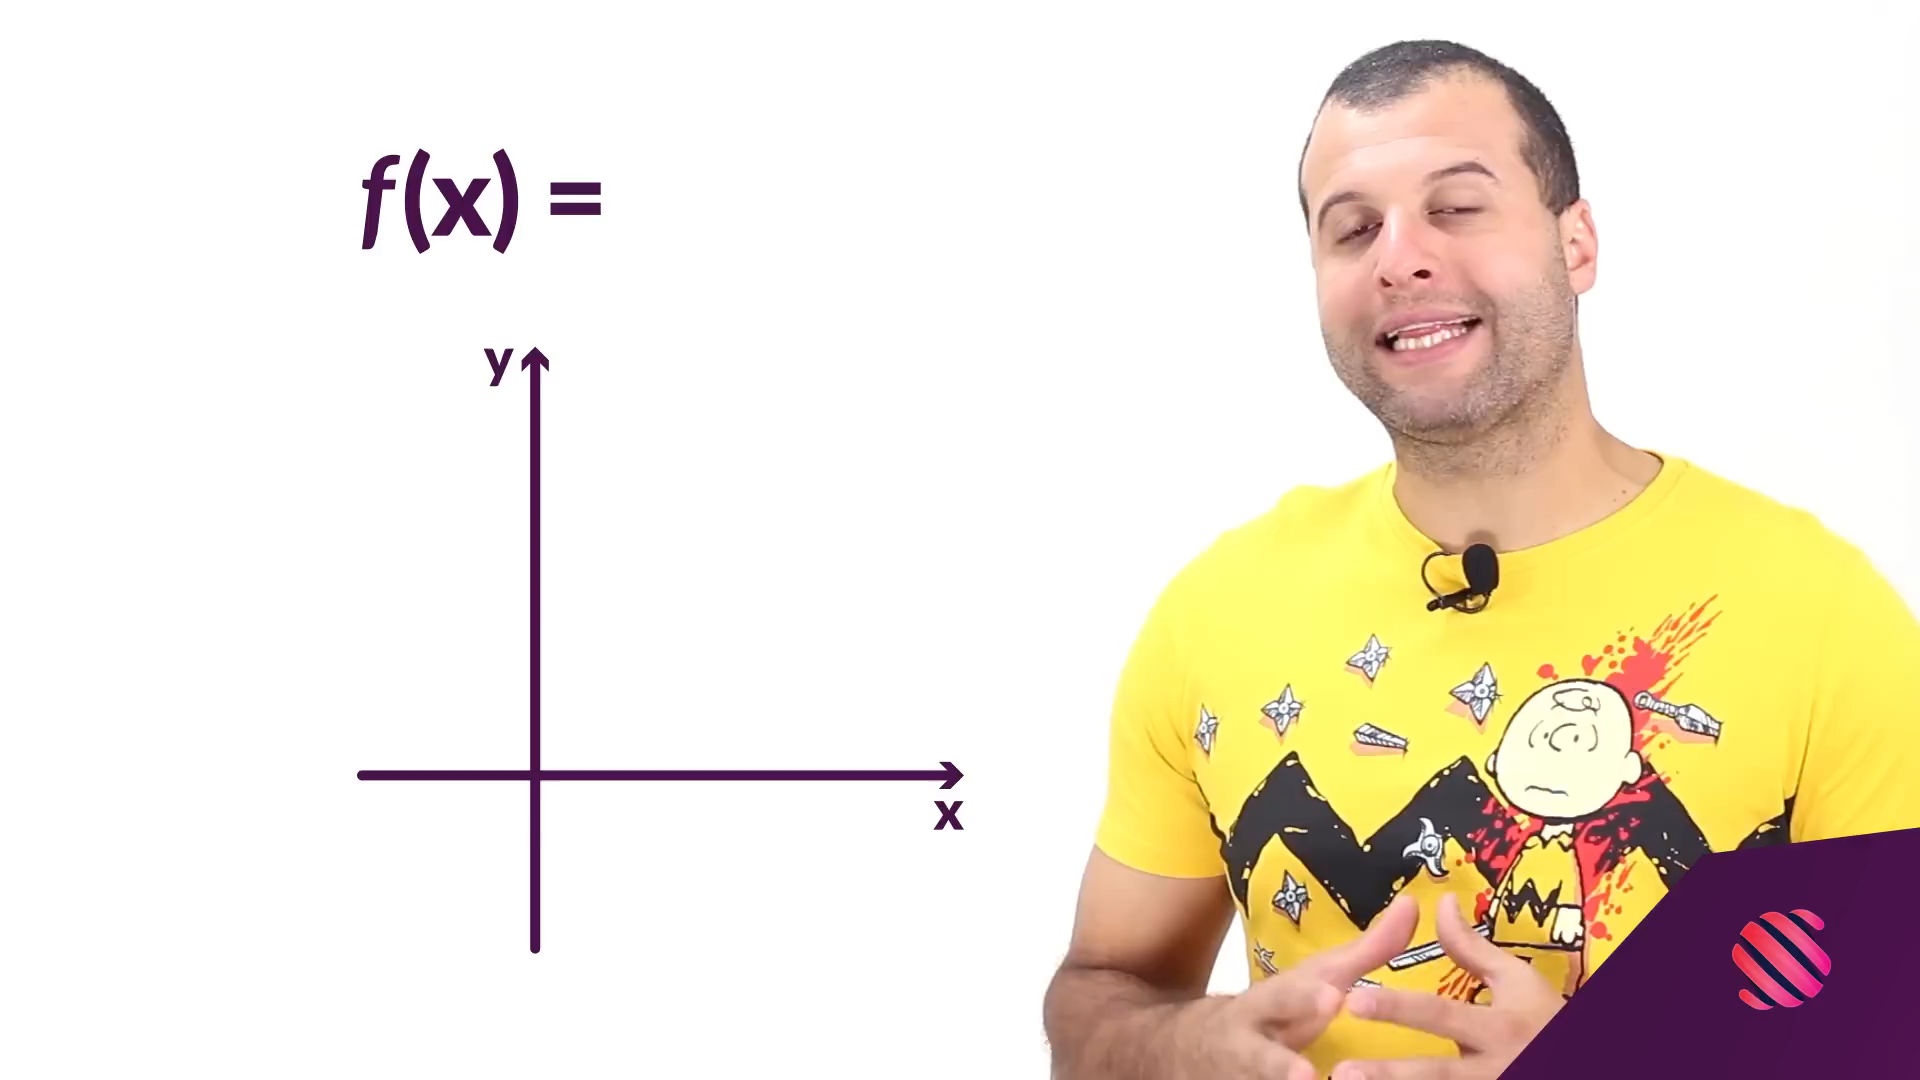 f(x) =
y
x